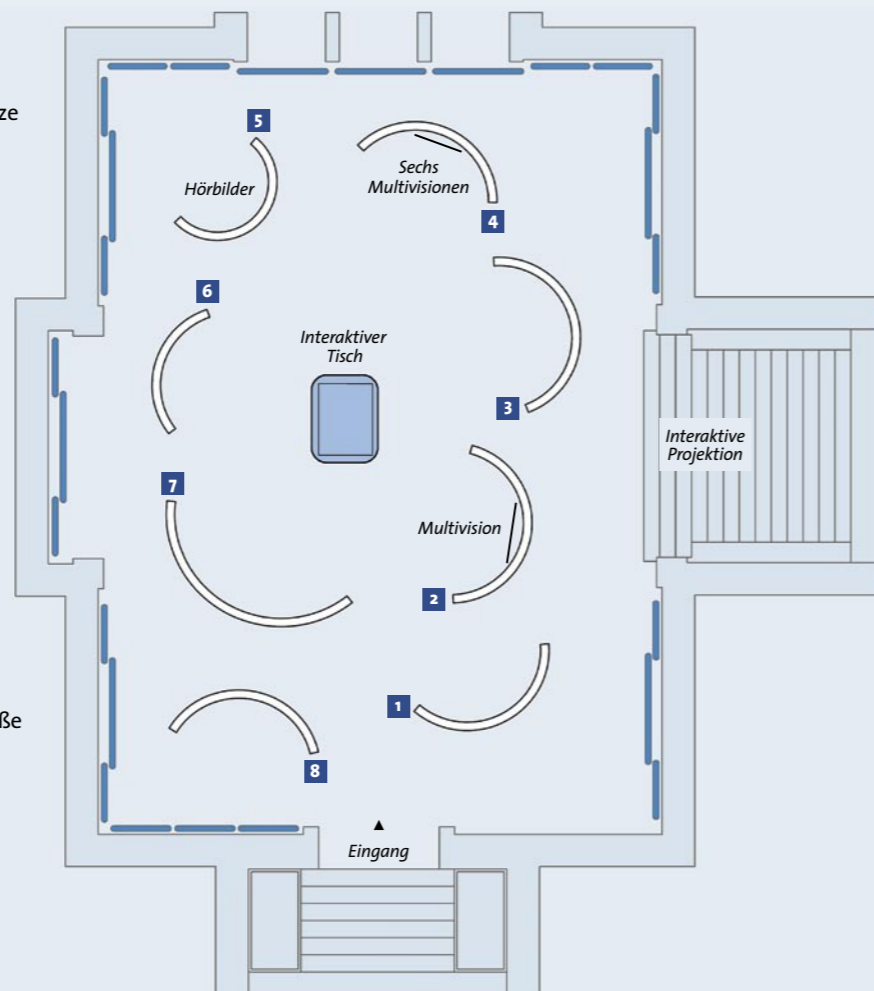 ze
5
Hörbilder
Sechs
Multivisionen
4
6
Interaktiver
Tisch
3
Interaktive
Projektion
7
Multivision
2
1
ße
8
Eingang